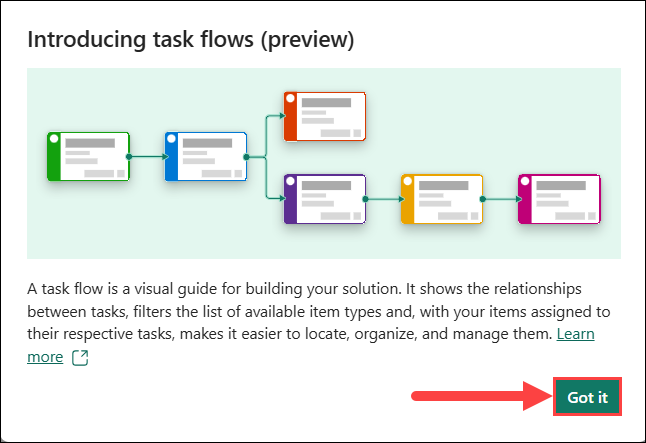 Introducing task flows (preview)
A task flow is a visual guide for building your solution. It shows the relationships
between tasks, filters the list of available item types and, with your items assigned to
their respective tasks, makes it easier to locate, organize, and manage them. Learn
more
Got it